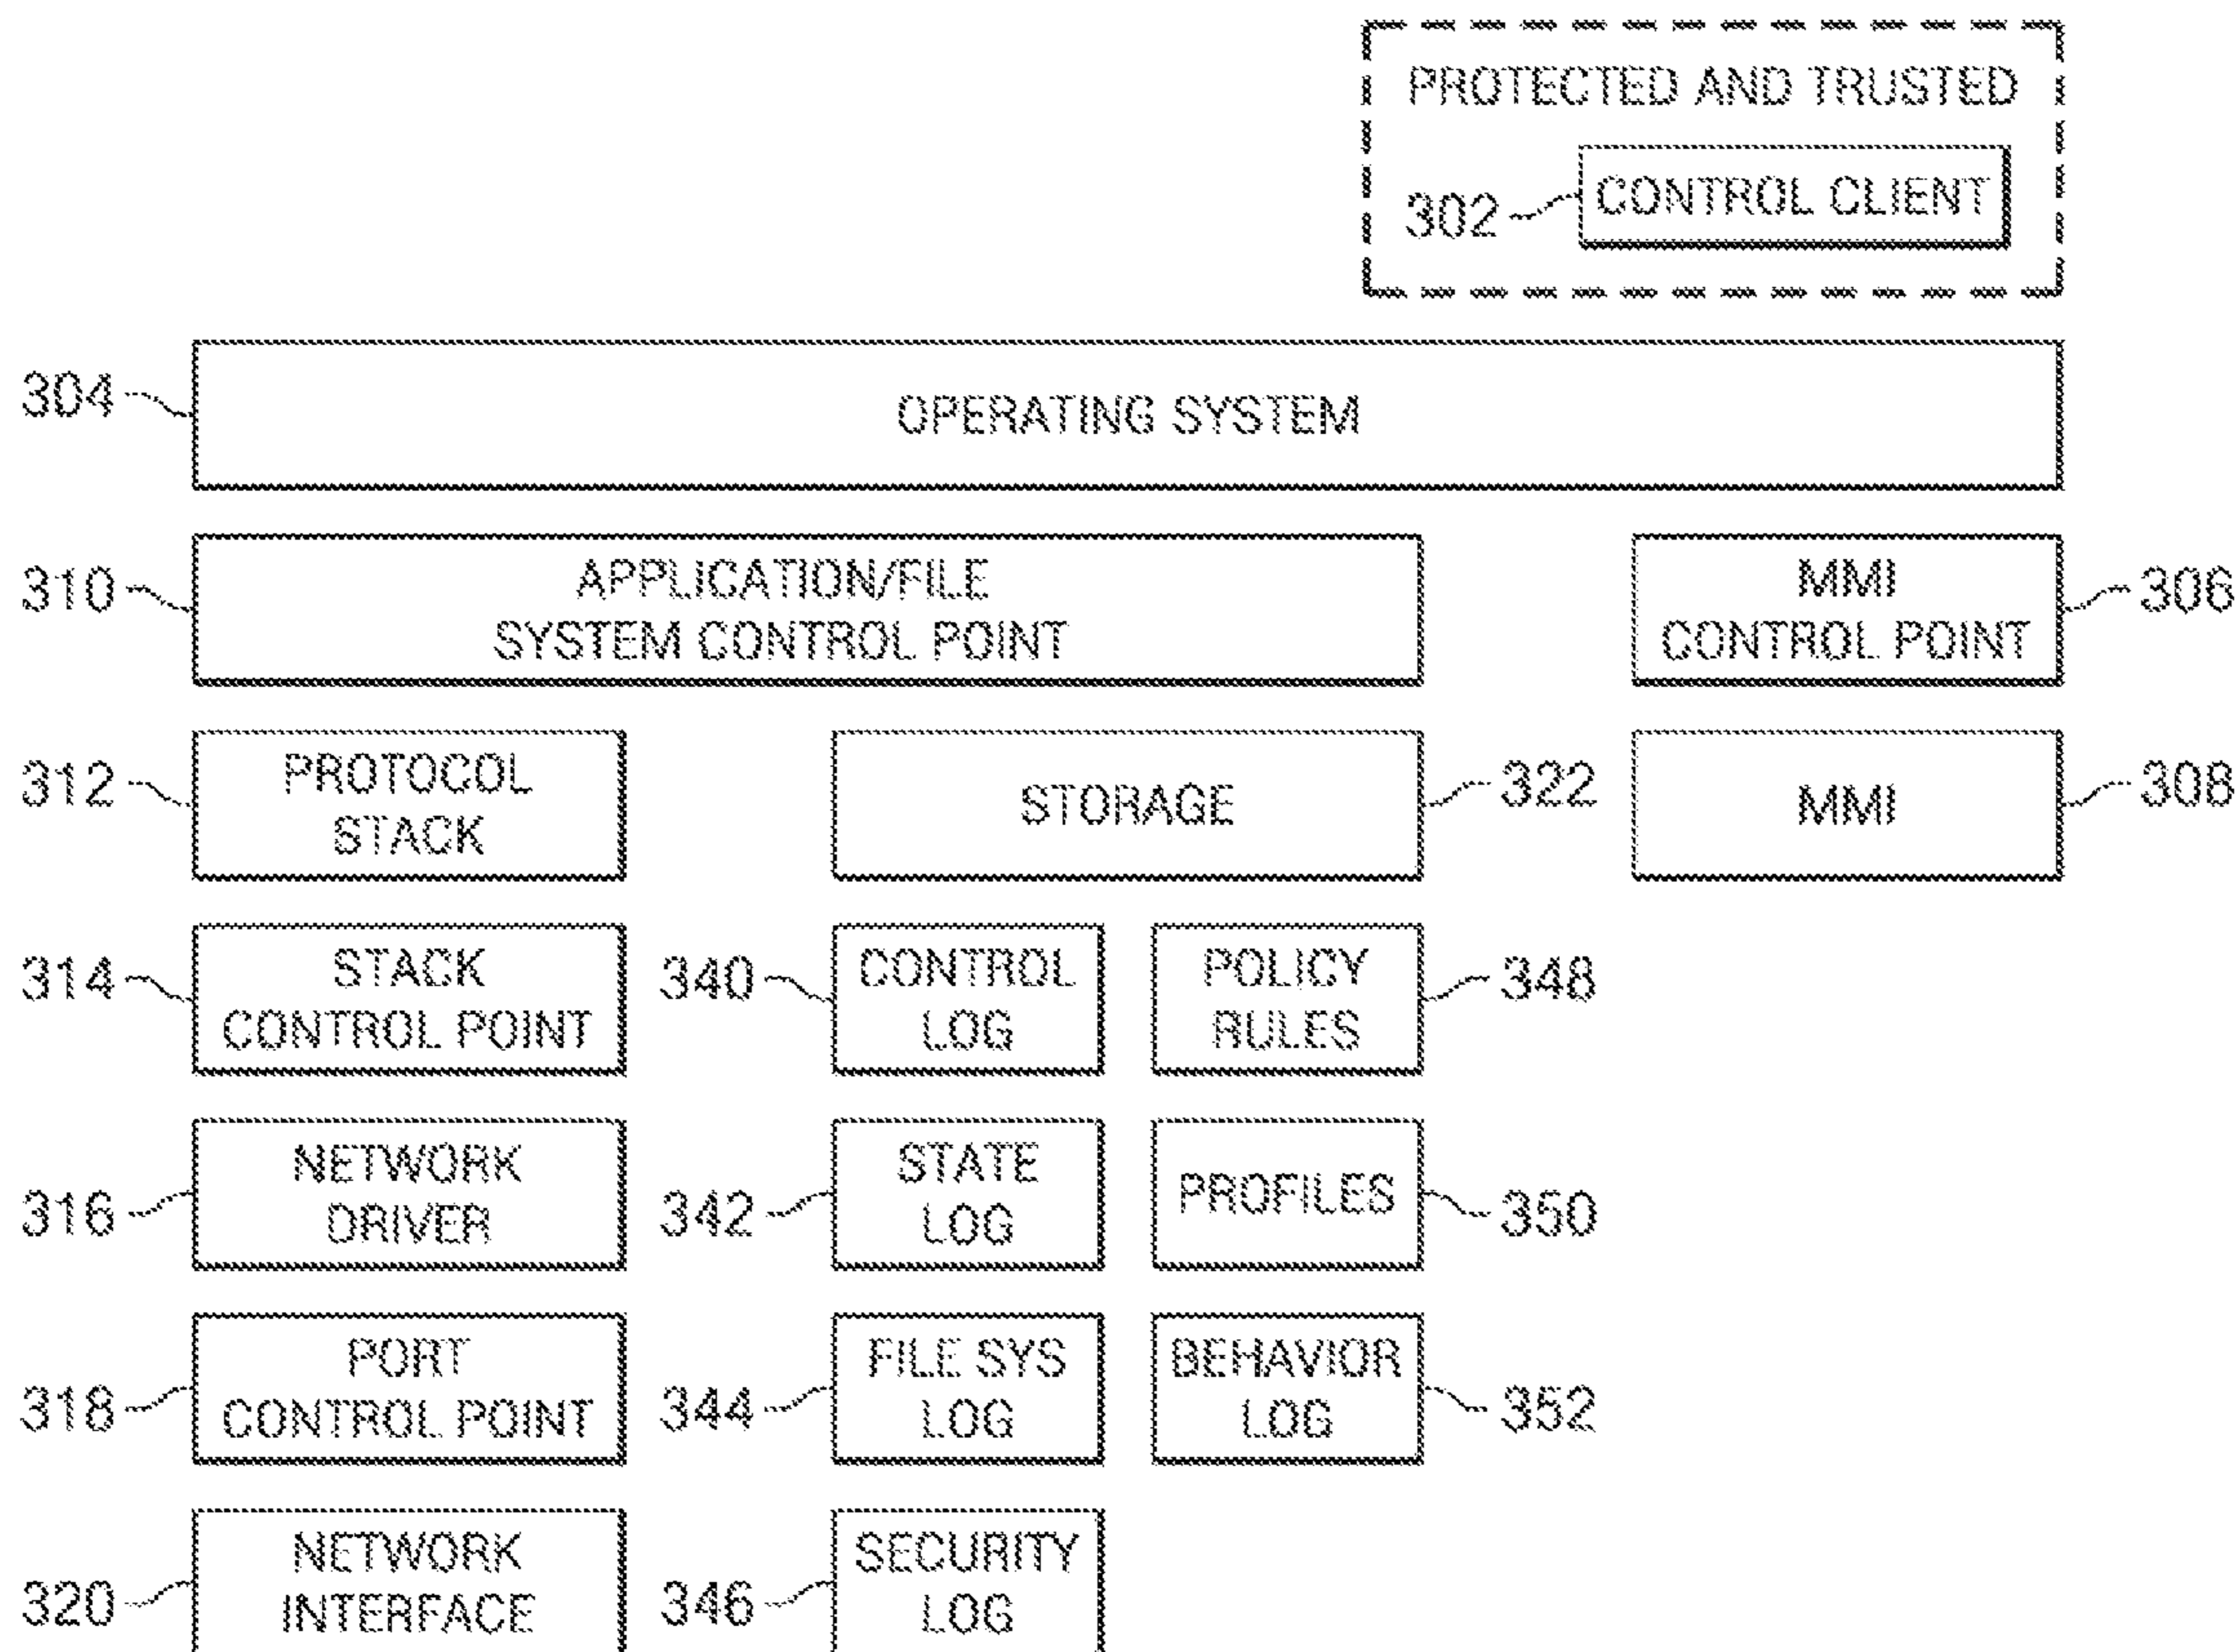 PROTECTED AND TRUSTED
302
CONTROL CLIENT
304
OPERATING SYSTEM
310
APPLICATION/FILE
SYSTEM CONTROL POINT
MMI
CONTROL POINT
306
312
PROTOCOL
STACK
STORAGE
322
MMI
308
314
STACK
CONTROL POINT
340
CONTROL
LOG
POLICY
RULES
348
316
NETWORK
DRIVER
342
STATE
LOG
PROFILES
350
318
PORT
CONTROL POINT
344
FILE SYS
LOG
BEHAVIOR
LOG
352
320
NETWORK
INTERFACE
346
SECURITY
LOG